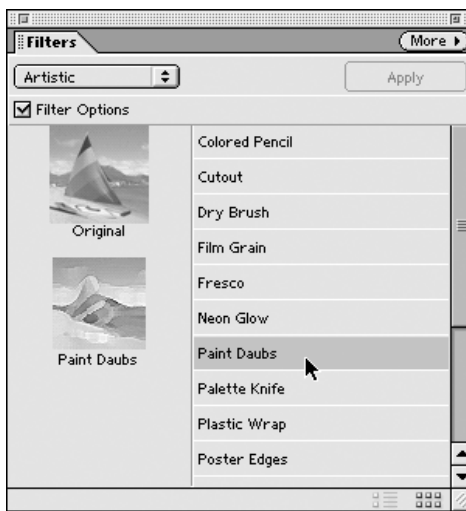 Filters
More
Artistic
Apply
Filter Options
Original
Paint Daubs
Colored Pencil
Cutout
Dry Brush
Film Grain
Fresco
Neon Glow
Paint Daubs
Palette Knife
Plastic Wrap
Poster Edges